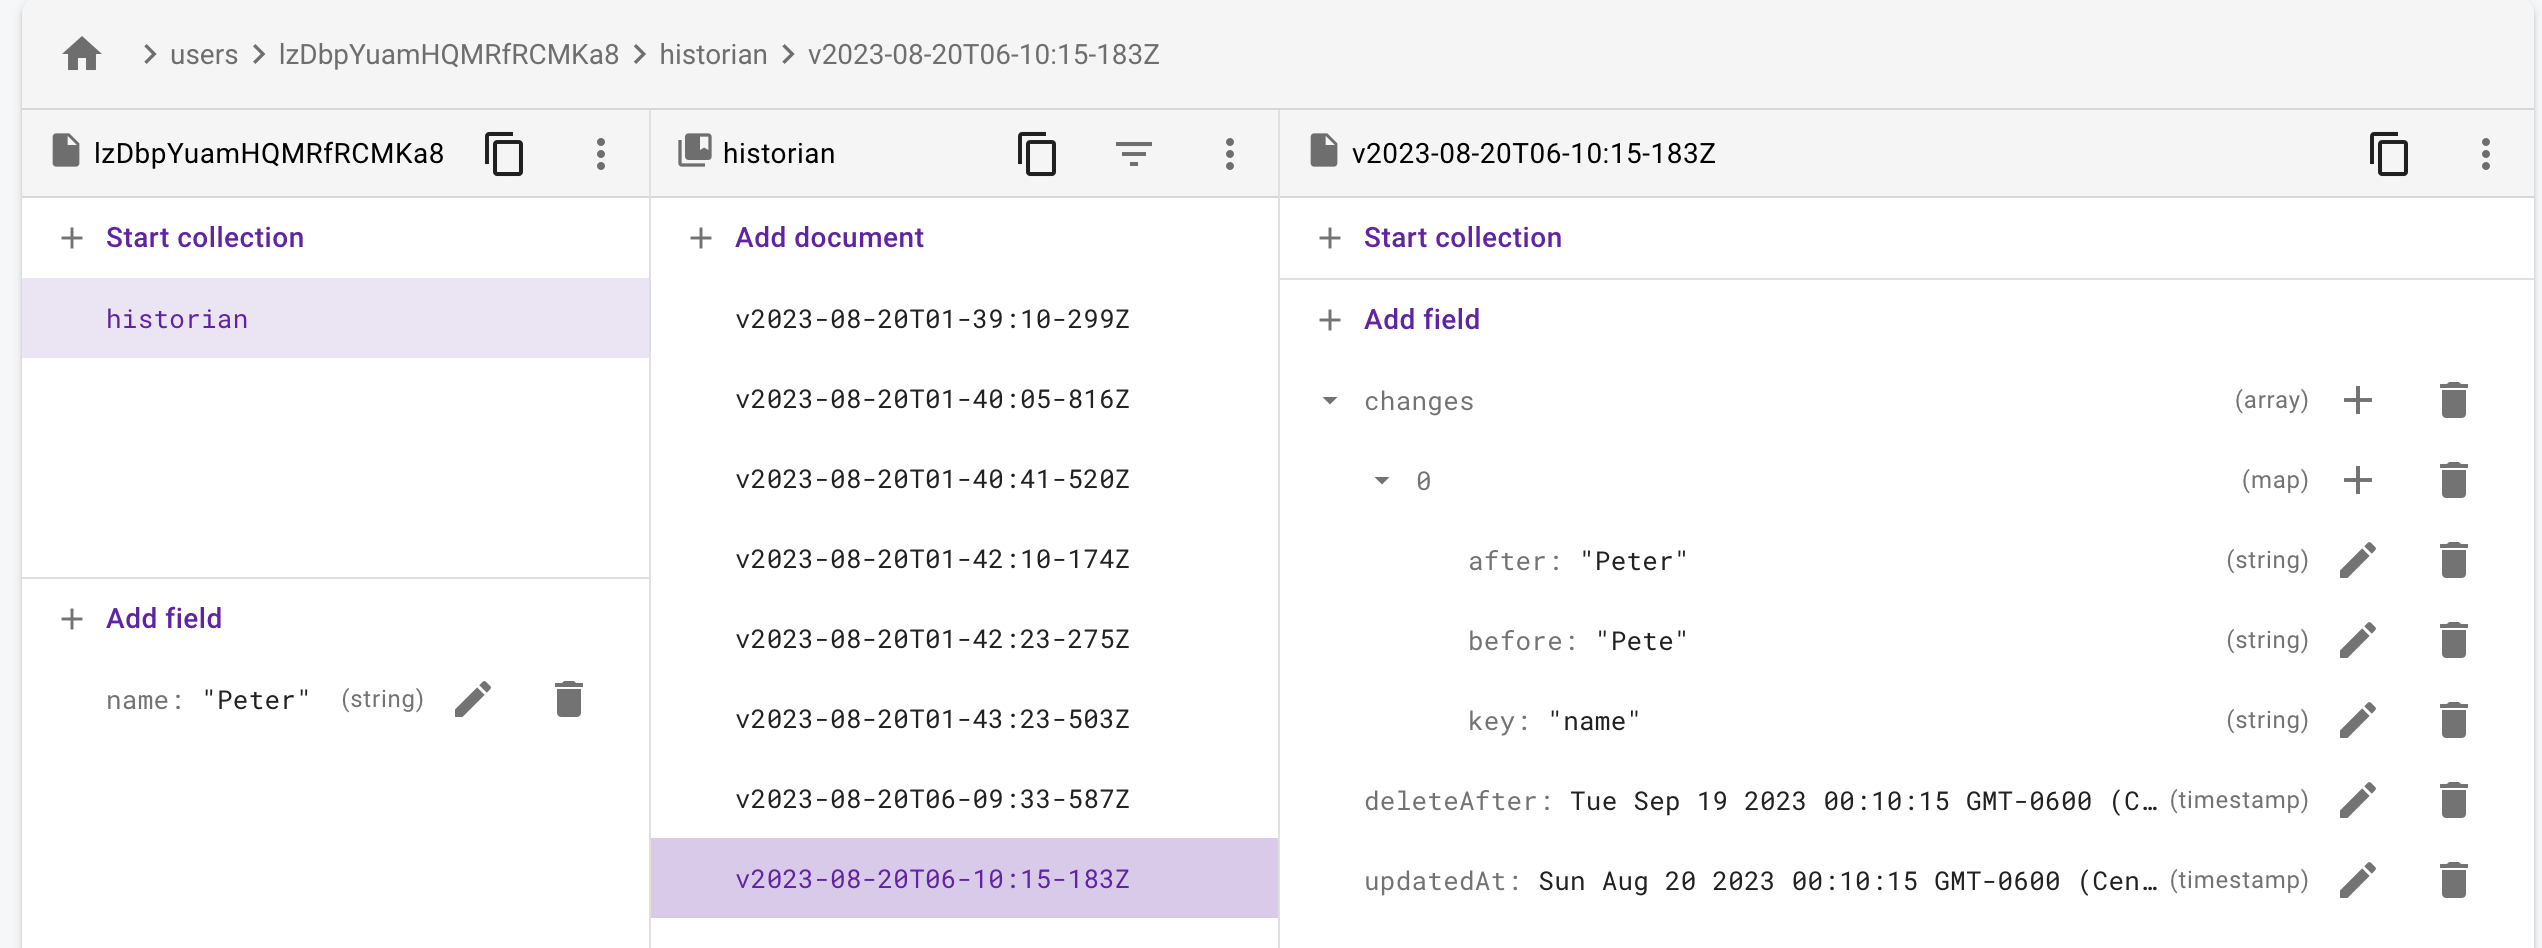 users lzDbpYuamHQMRfRCMKa8 historian v2023-08-20T06-10:15-183Z
lzDbpYuamHQMRfRCMKa8
Start collection
historian
Add field
name: "Peter" (string)
historian
Add document
v2023-08-20T01-39:10-299Z
v2023-08-20T01-40:05-816Z
v2023-08-20T01-40:41-520Z
v2023-08-20T01-42:10-174Z
v2023-08-20T01-42:23-275Z
v2023-08-20T01-43:23-503Z
v2023-08-20T06-09:33-587Z
v2023-08-20T06-10:15-183Z
v2023-08-20T06-10:15-183Z
Start collection
Add field
changes (array)
0 (map)
after: "Peter" (string)
before: "Pete" (string)
key: "name" (string)
deleteAfter: Tue Sep 19 2023 00:10:15 GMT-0600 (C… (timestamp)
updatedAt: Sun Aug 20 2023 00:10:15 GMT-0600 (Cen… (timestamp)